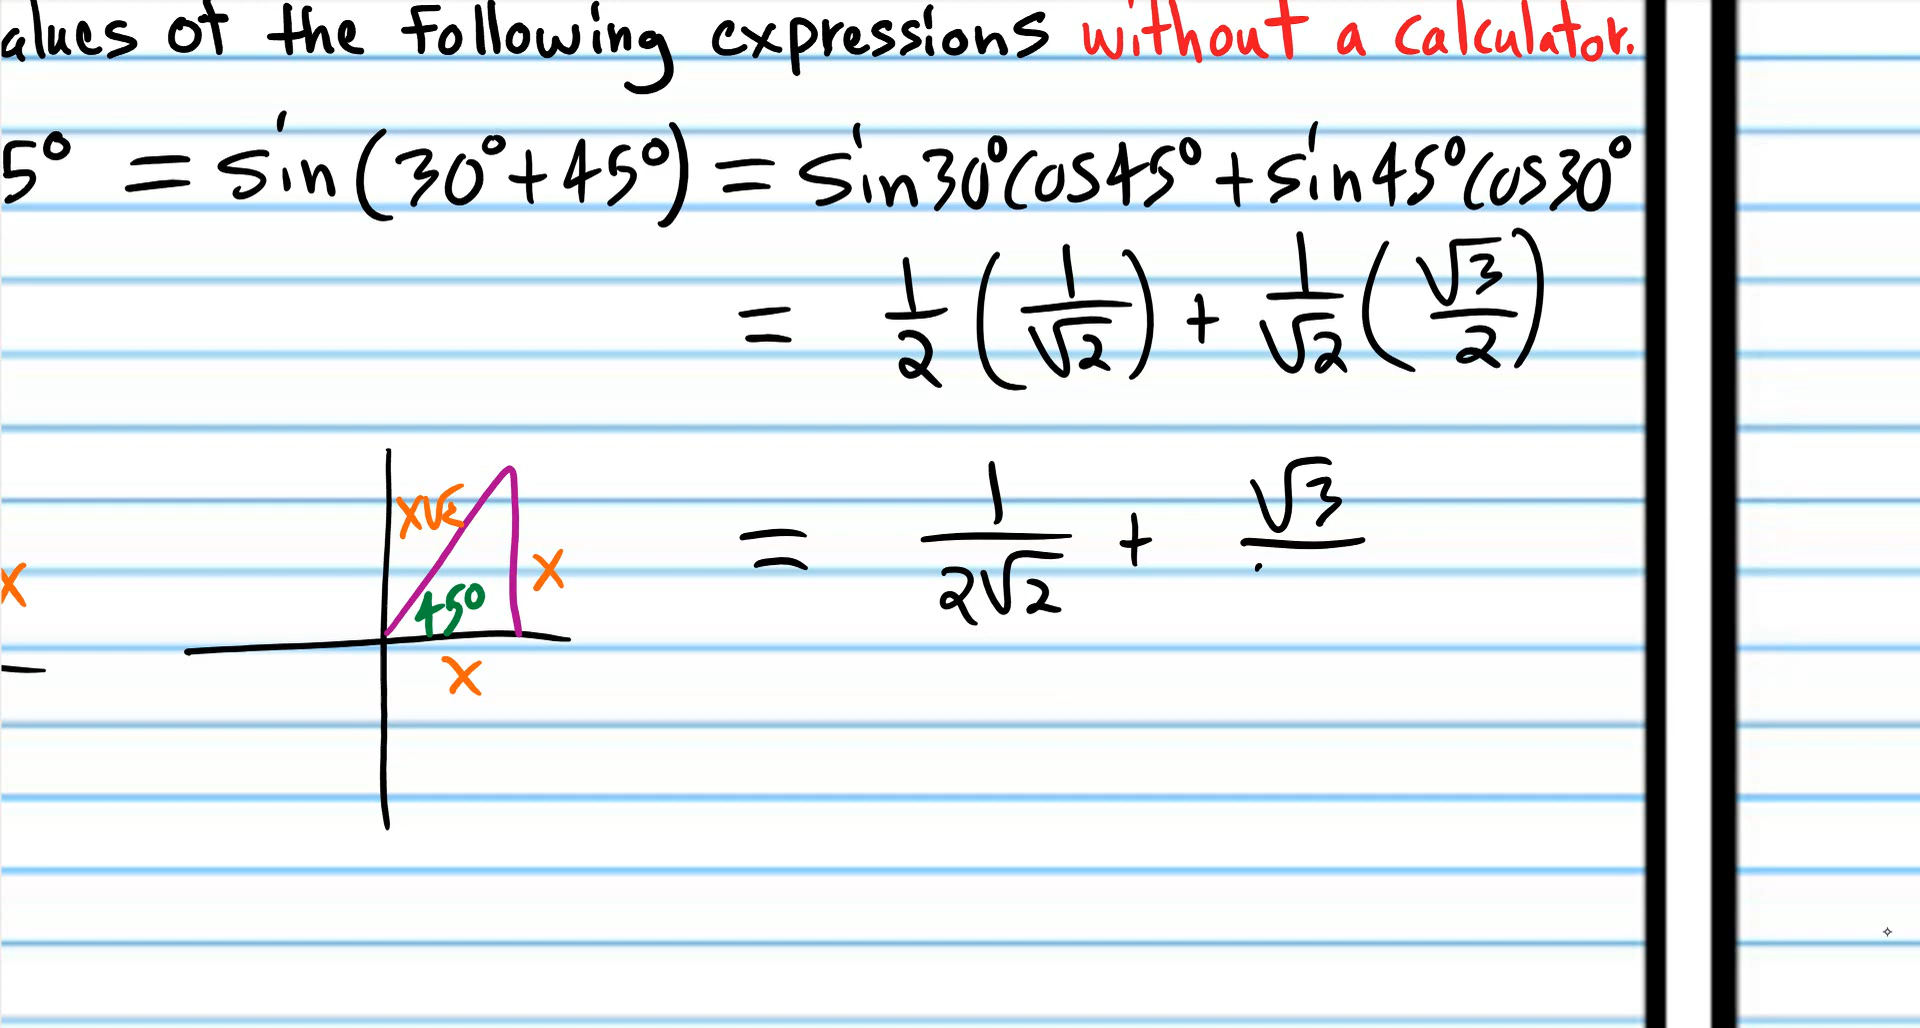 alues of the following expressions without a calculator.
5° = sin(30°+45°) = sin30°cos45° + sin45°cos30°
= 1/2 (1/√2) + 1/√2 (√3/2)
= 1/(2√2) + √3/
x√2
x
45°
x
x